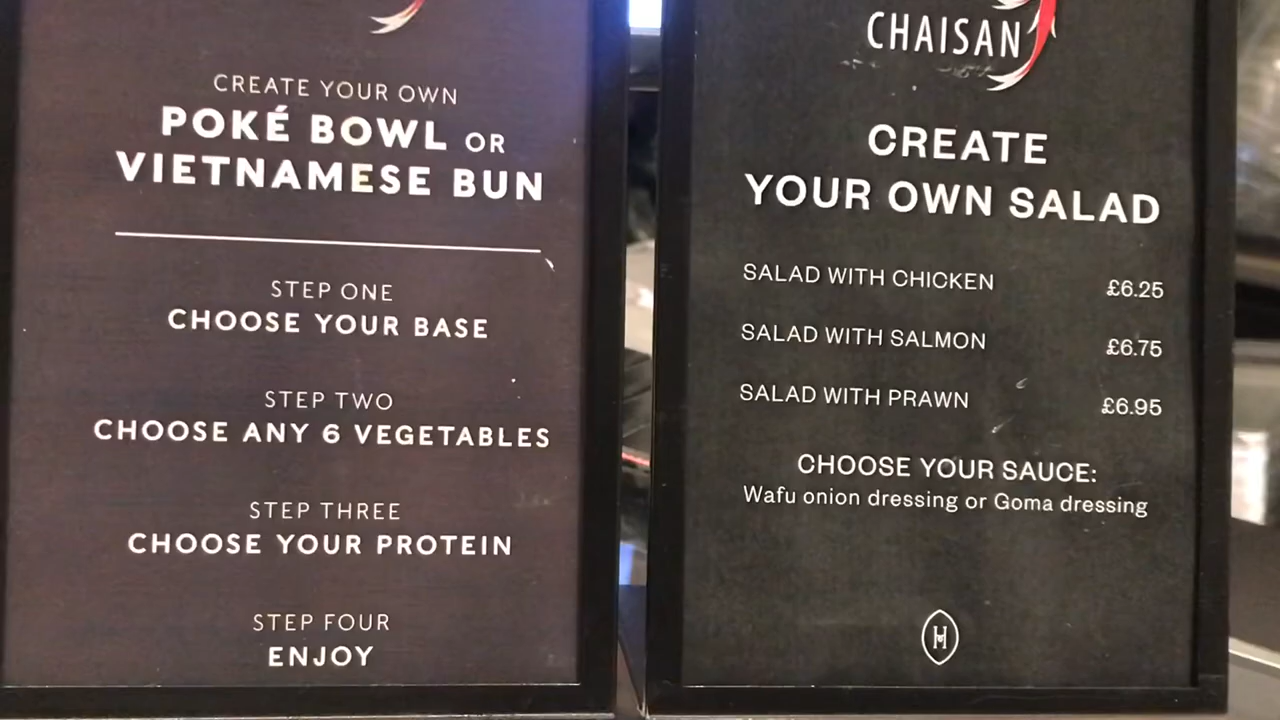 CREATE YOUR OWN
POKÉ BOWL OR
VIETNAMESE BUN
STEP ONE
CHOOSE YOUR BASE
STEP TWO
CHOOSE ANY 6 VEGETABLES
STEP THREE
CHOOSE YOUR PROTEIN
STEP FOUR
ENJOY
CHAISAN
CREATE
YOUR OWN SALAD
SALAD WITH CHICKEN £6.25
SALAD WITH SALMON £6.75
SALAD WITH PRAWN £6.95
CHOOSE YOUR SAUCE:
Wafu onion dressing or Goma dressing
H